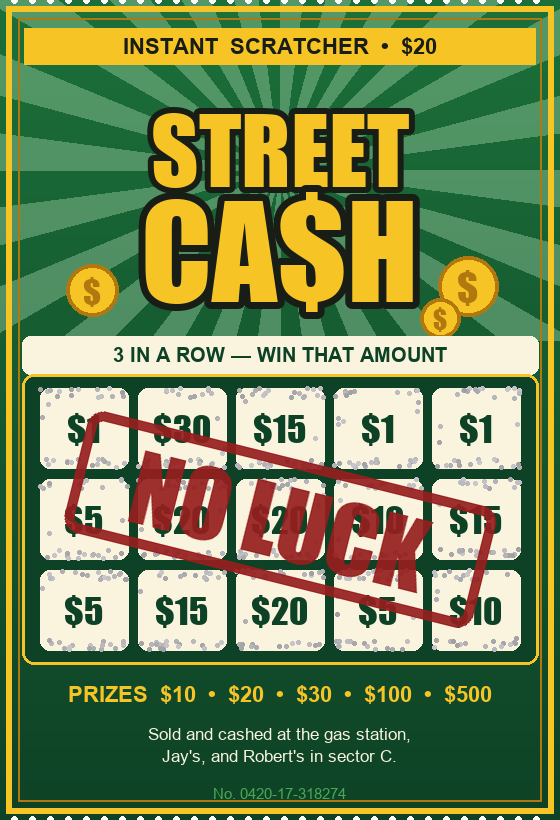 INSTANT SCRATCHER • $20
STREET
CA$H
$ $ $
3 IN A ROW — WIN THAT AMOUNT
$1 $30 $15 $1 $1
$5 $20 $20 $10 $15
NO LUCK
$5 $15 $20 $5 $10
PRIZES $10 • $20 • $30 • $100 • $500
Sold and cashed at the gas station,
Jay's, and Robert's in sector C.
No. 0420-17-318274